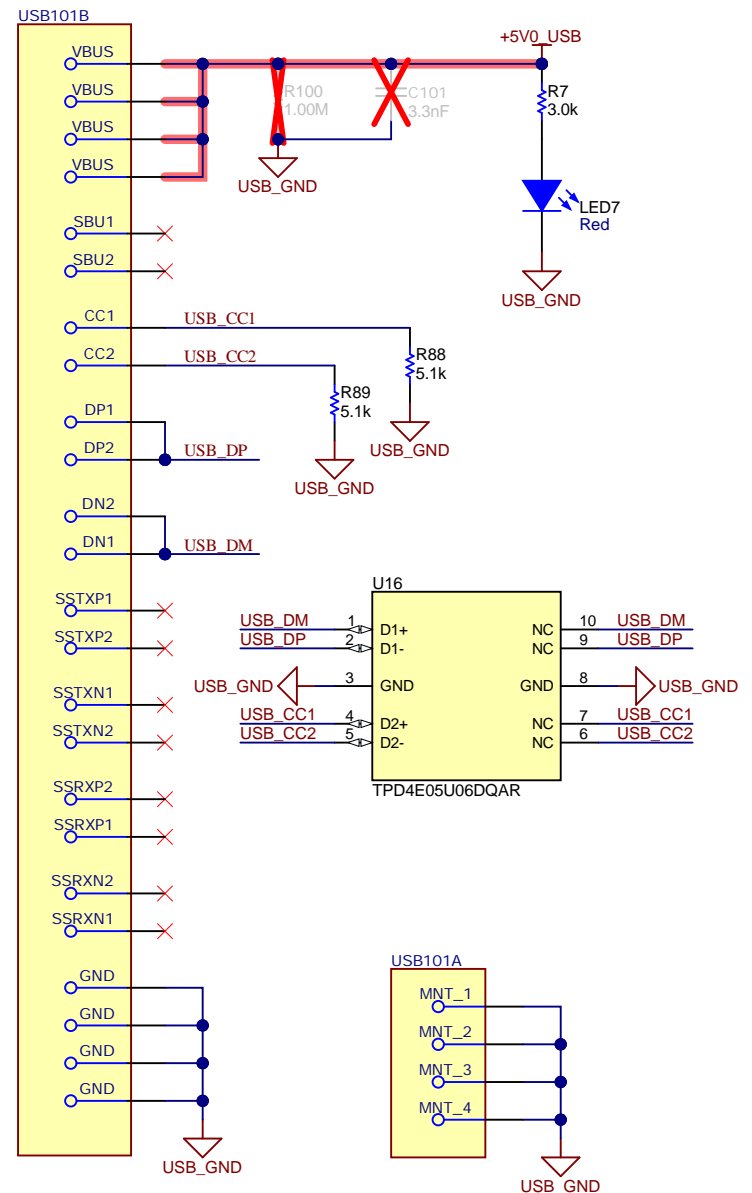 USB101B
VBUS
VBUS
VBUS
VBUS
SBU1
SBU2
CC1
CC2
DP1
DP2
DN2
DN1
SSTXP1
SSTXP2
SSTXN1
SSTXN2
SSRXP2
SSRXP1
SSRXN2
SSRXN1
GND
GND
GND
GND
USB_GND
R100
1.00M
C101
3.3nF
USB_GND
+5V0_USB
R7
3.0k
LED7
Red
USB_GND
USB_CC1
USB_CC2
R88
5.1k
USB_GND
R89
5.1k
USB_GND
USB_DP
USB_DM
U16
USB_DM 1 D1+ NC 10 USB_DM
USB_DP 2 D1- NC 9 USB_DP
USB_GND 3 GND GND 8 USB_GND
USB_CC1 4 D2+ NC 7 USB_CC1
USB_CC2 5 D2- NC 6 USB_CC2
TPD4E05U06DQAR
USB101A
MNT_1
MNT_2
MNT_3
MNT_4
USB_GND